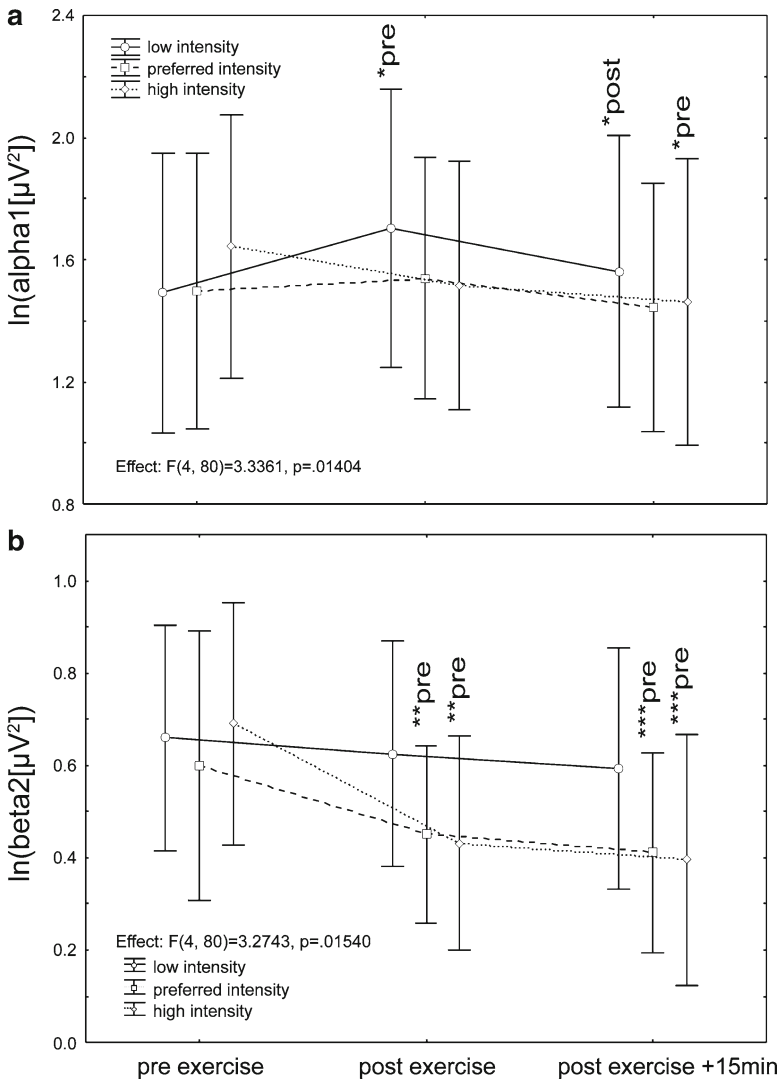 a
2.4
low intensity
preferred intensity
high intensity
*pre
*post
*pre
2.0
ln(alpha1[µV²])
1.6
1.2
Effect: F(4, 80)=3.3361, p=.01404
0.8
b
1.0
0.8
**pre
**pre
***pre
***pre
ln(beta2[µV²])
0.6
0.4
Effect: F(4, 80)=3.2743, p=.01540
low intensity
preferred intensity
high intensity
0.2
0.0
pre exercise
post exercise
post exercise +15min